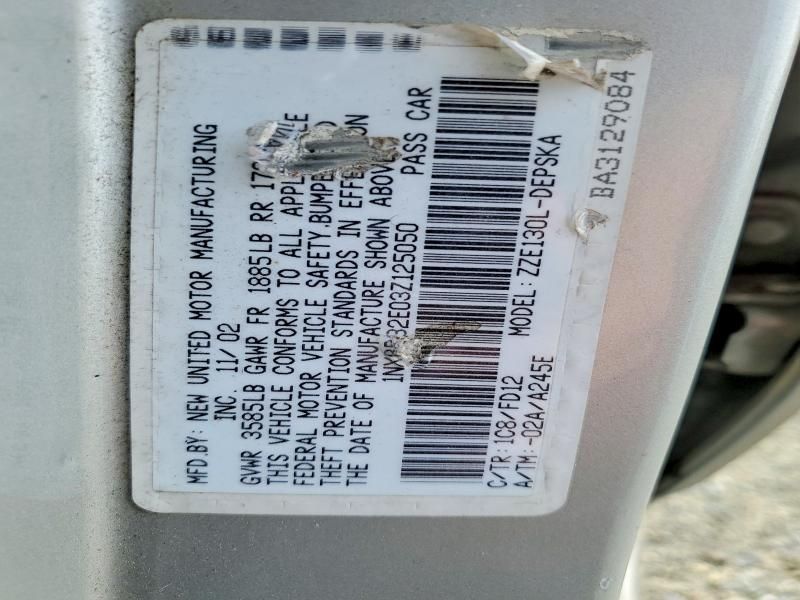 MFD.BY: NEW UNITED MOTOR MANUFACTURING
INC. 11/02
GVWR 3585LB GAWR FR 1885LB RR
THIS VEHICLE CONFORMS TO ALL
FEDERAL MOTOR VEHICLE SAFETY,
THEFT PREVENTION STANDARDS IN
THE DATE OF MANUFACTURE SHOWN ABOVE
PASS CAR
C/TR: 1C8/FD12 MODEL: ZZE130L-DEPSKA
A/TM: -02A/A245E
BA3129084